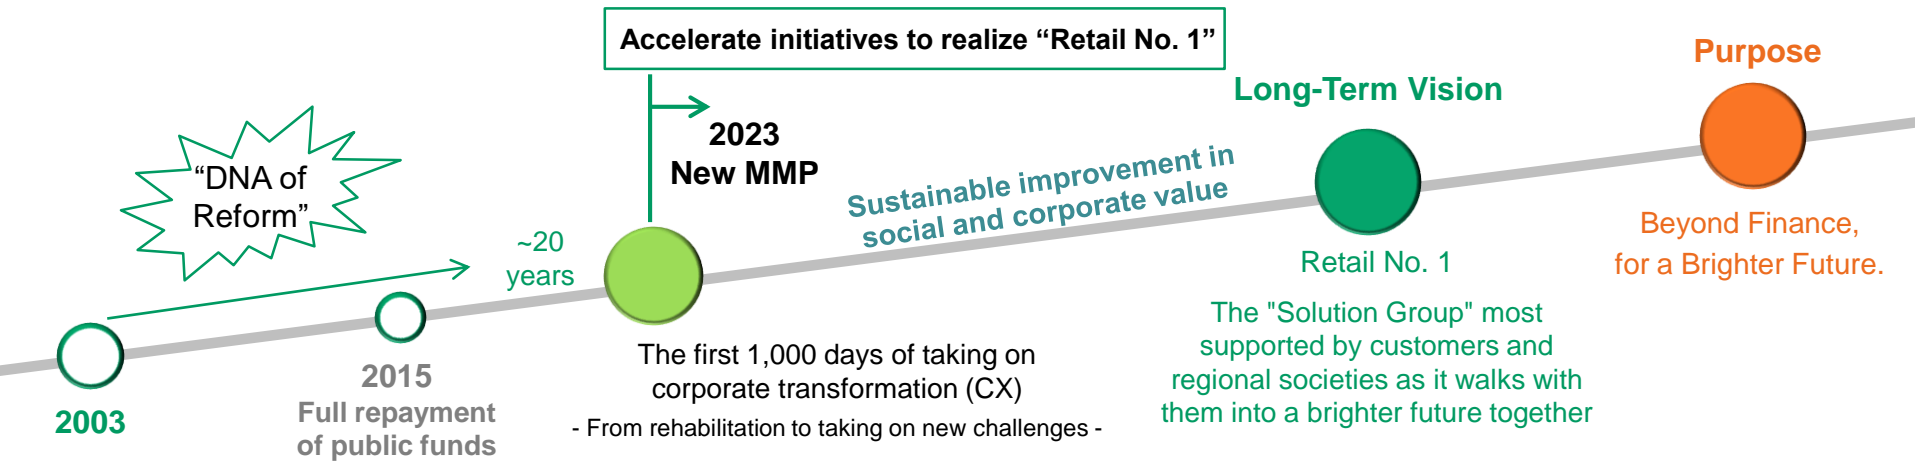 Accelerate initiatives to realize “Retail No. 1”
“DNA of
Reform”
2003
2015
Full repayment
of public funds
~20
years
2023
New MMP
The first 1,000 days of taking on
corporate transformation (CX)
- From rehabilitation to taking on new challenges -
Sustainable improvement in
social and corporate value
Long-Term Vision
Retail No. 1
The "Solution Group" most
supported by customers and
regional societies as it walks with
them into a brighter future together
Purpose
Beyond Finance,
for a Brighter Future.